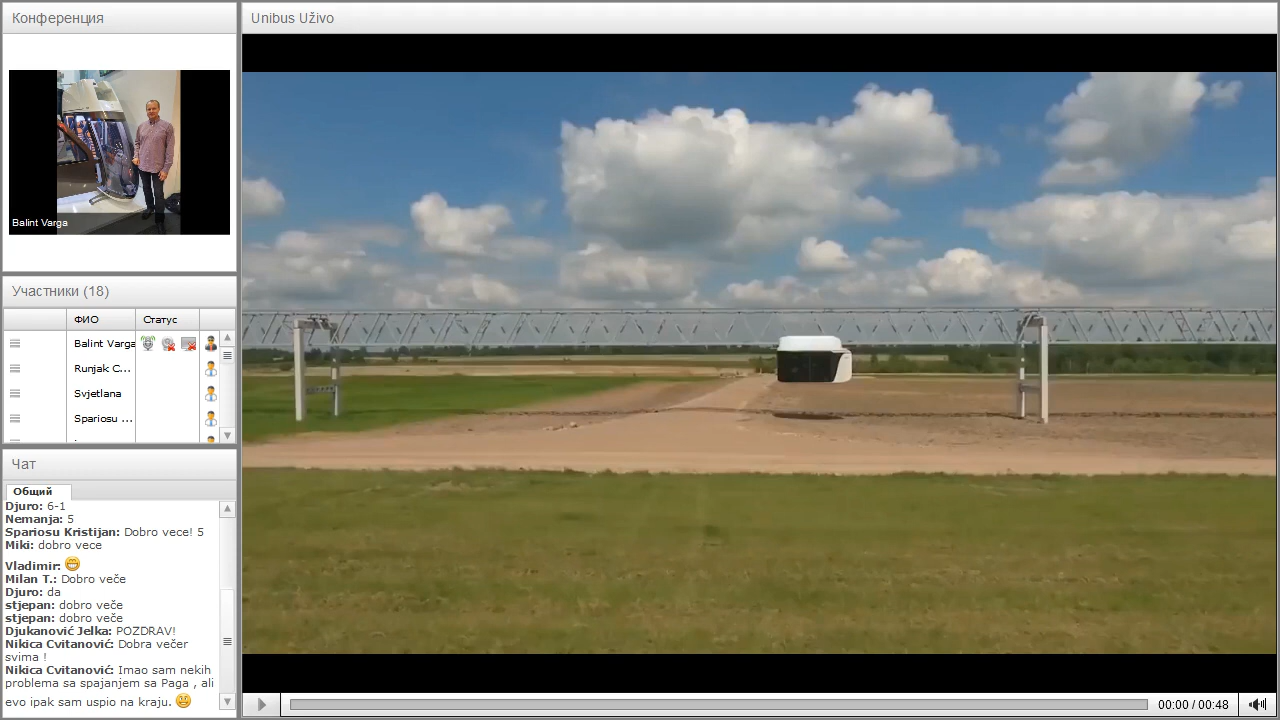 Конференция
Balint Varga
Участники (18)
ФИО Статус
Balint Varga
Runjak C...
Svjetlana
Spariosu ...
Чат
Общий
Djuro: 6-1
Nemanja: 5
Spariosu Kristijan: Dobro vece! 5
Miki: dobro vece
Vladimir:
Milan T.: Dobro veče
Djuro: da
stjepan: dobro veče
stjepan: dobro veče
Djukanović Jelka: POZDRAV!
Nikica Cvitanović: Dobra večer
svima !
Nikica Cvitanović: Imao sam nekih
problema sa spajanjem sa Paga , ali
evo ipak sam uspio na kraju.
Unibus Uživo
00:00 / 00:48